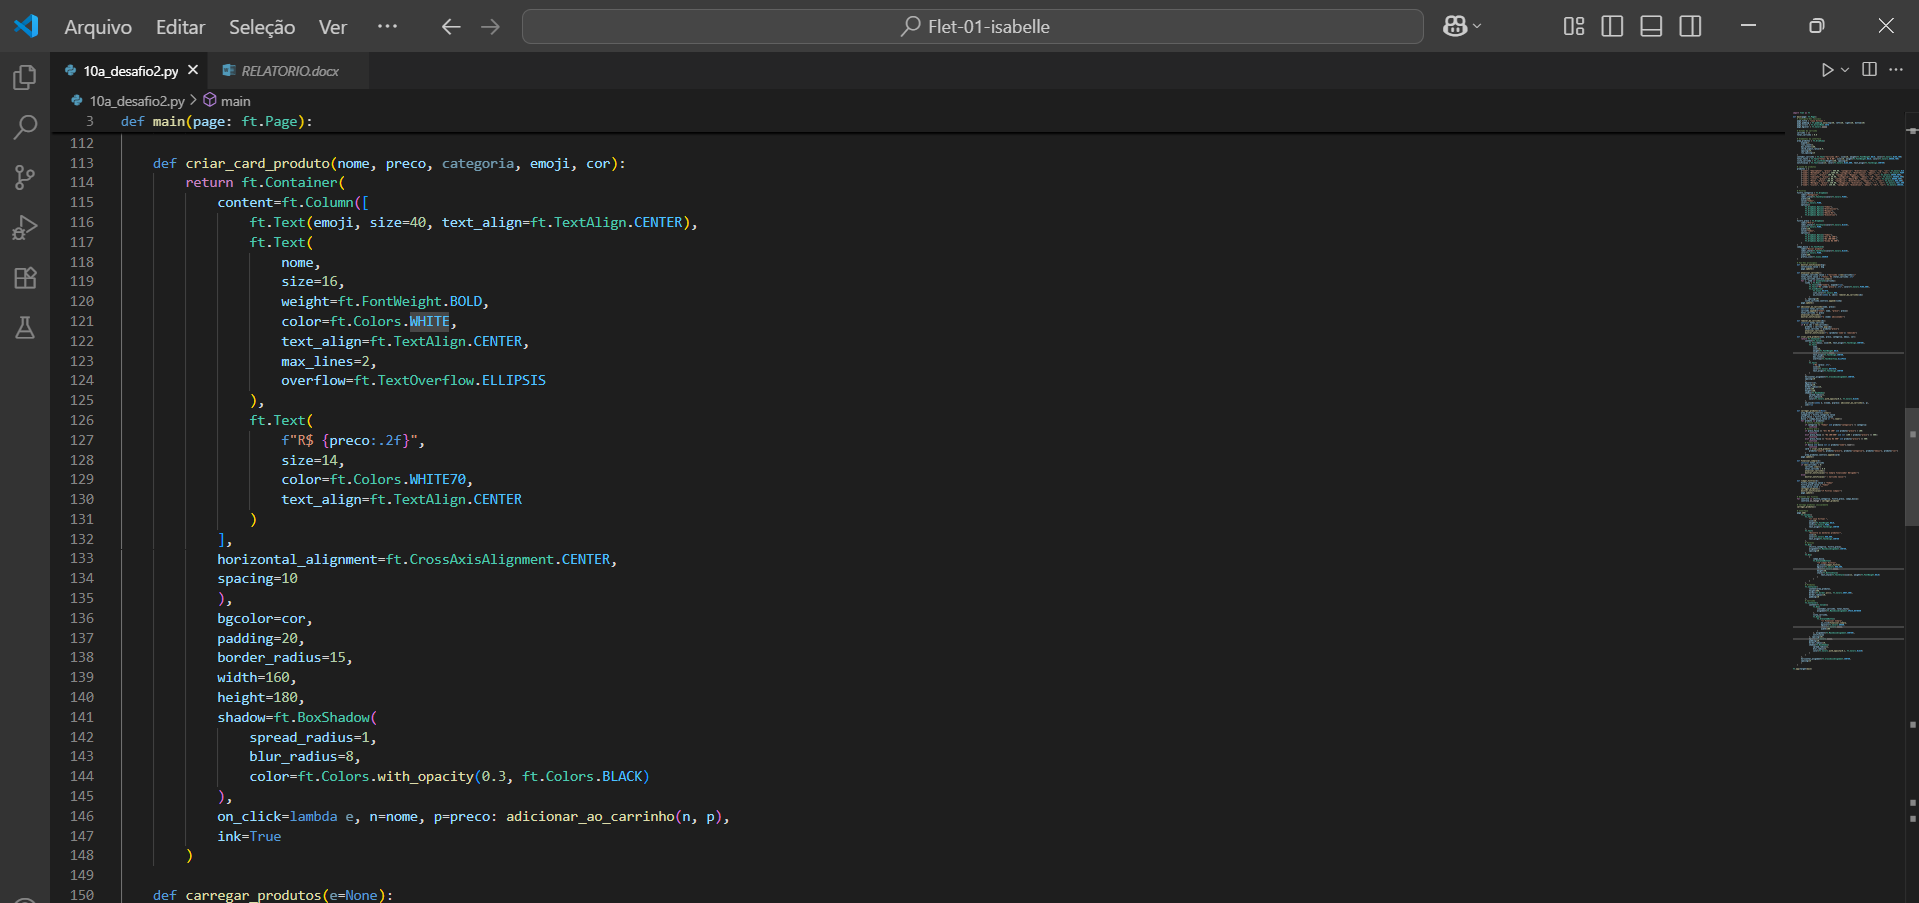 Arquivo Editar Seleção Ver ··· Flet-01-isabelle
10a_desafio2.py RELATORIO.docx
10a_desafio2.py > main
3 def main(page: ft.Page):
112
113 def criar_card_produto(nome, preco, categoria, emoji, cor):
114 return ft.Container(
115 content=ft.Column([
116 ft.Text(emoji, size=40, text_align=ft.TextAlign.CENTER),
117 ft.Text(
118 nome,
119 size=16,
120 weight=ft.FontWeight.BOLD,
121 color=ft.Colors.WHITE,
122 text_align=ft.TextAlign.CENTER,
123 max_lines=2,
124 overflow=ft.TextOverflow.ELLIPSIS
125 ),
126 ft.Text(
127 f"R$ {preco:.2f}",
128 size=14,
129 color=ft.Colors.WHITE70,
130 text_align=ft.TextAlign.CENTER
131 )
132 ],
133 horizontal_alignment=ft.CrossAxisAlignment.CENTER,
134 spacing=10
135 ),
136 bgcolor=cor,
137 padding=20,
138 border_radius=15,
139 width=160,
140 height=180,
141 shadow=ft.BoxShadow(
142 spread_radius=1,
143 blur_radius=8,
144 color=ft.Colors.with_opacity(0.3, ft.Colors.BLACK)
145 ),
146 on_click=lambda e, n=nome, p=preco: adicionar_ao_carrinho(n, p),
147 ink=True
148 )
149
150 def carregar_produtos(e=None):